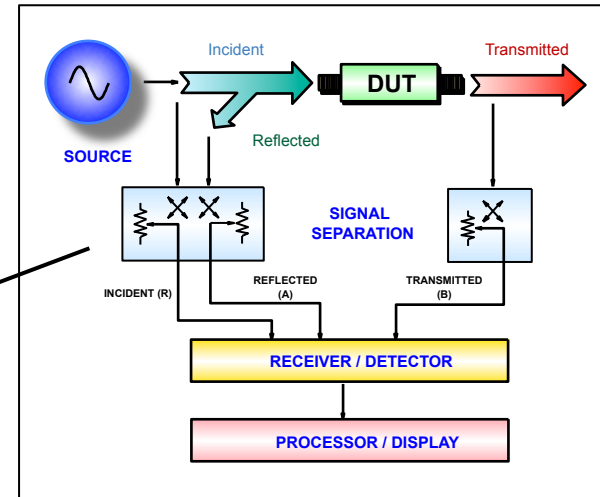 Incident
Transmitted
DUT
Reflected
SOURCE
SIGNAL
SEPARATION
INCIDENT (R)
REFLECTED
(A)
TRANSMITTED
(B)
RECEIVER / DETECTOR
PROCESSOR / DISPLAY